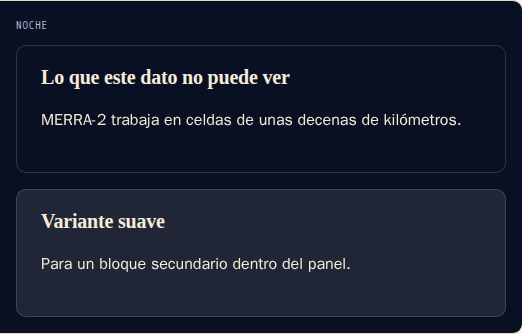 NOCHE
Lo que este dato no puede ver
MERRA-2 trabaja en celdas de unas decenas de kilómetros.
Variante suave
Para un bloque secundario dentro del panel.